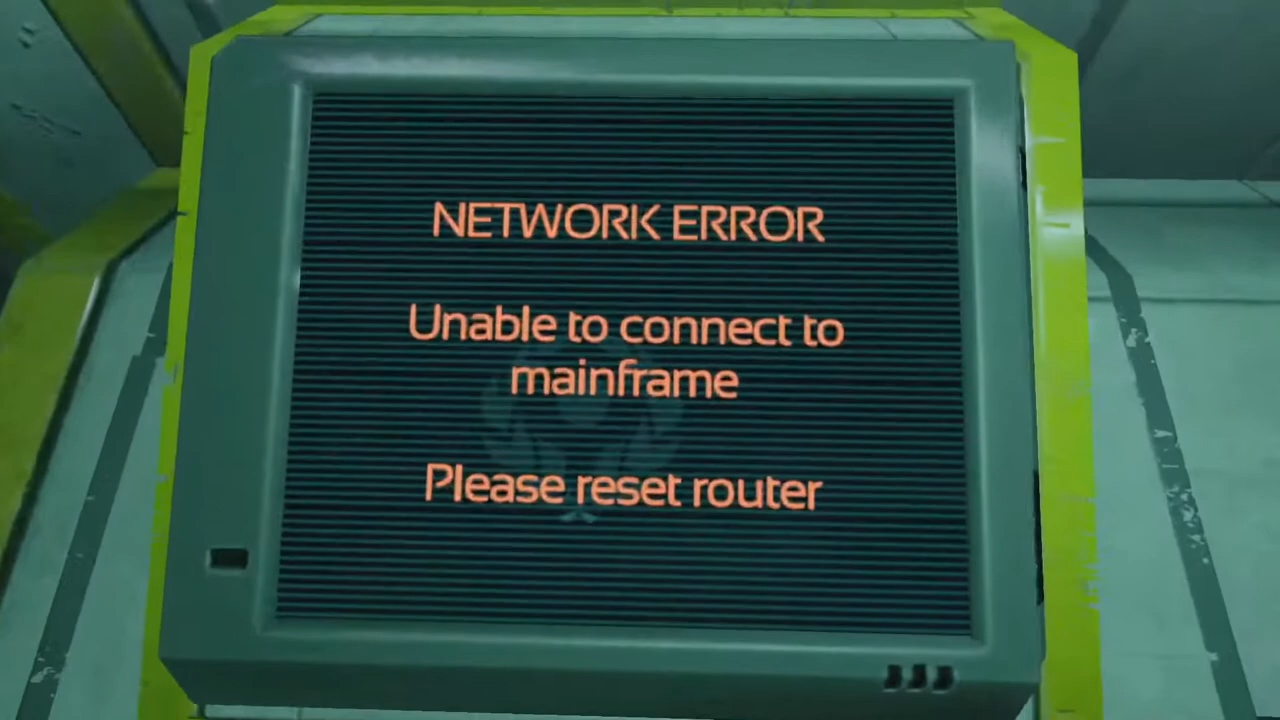 NETWORK ERROR
Unable to connect to
mainframe
Please reset router